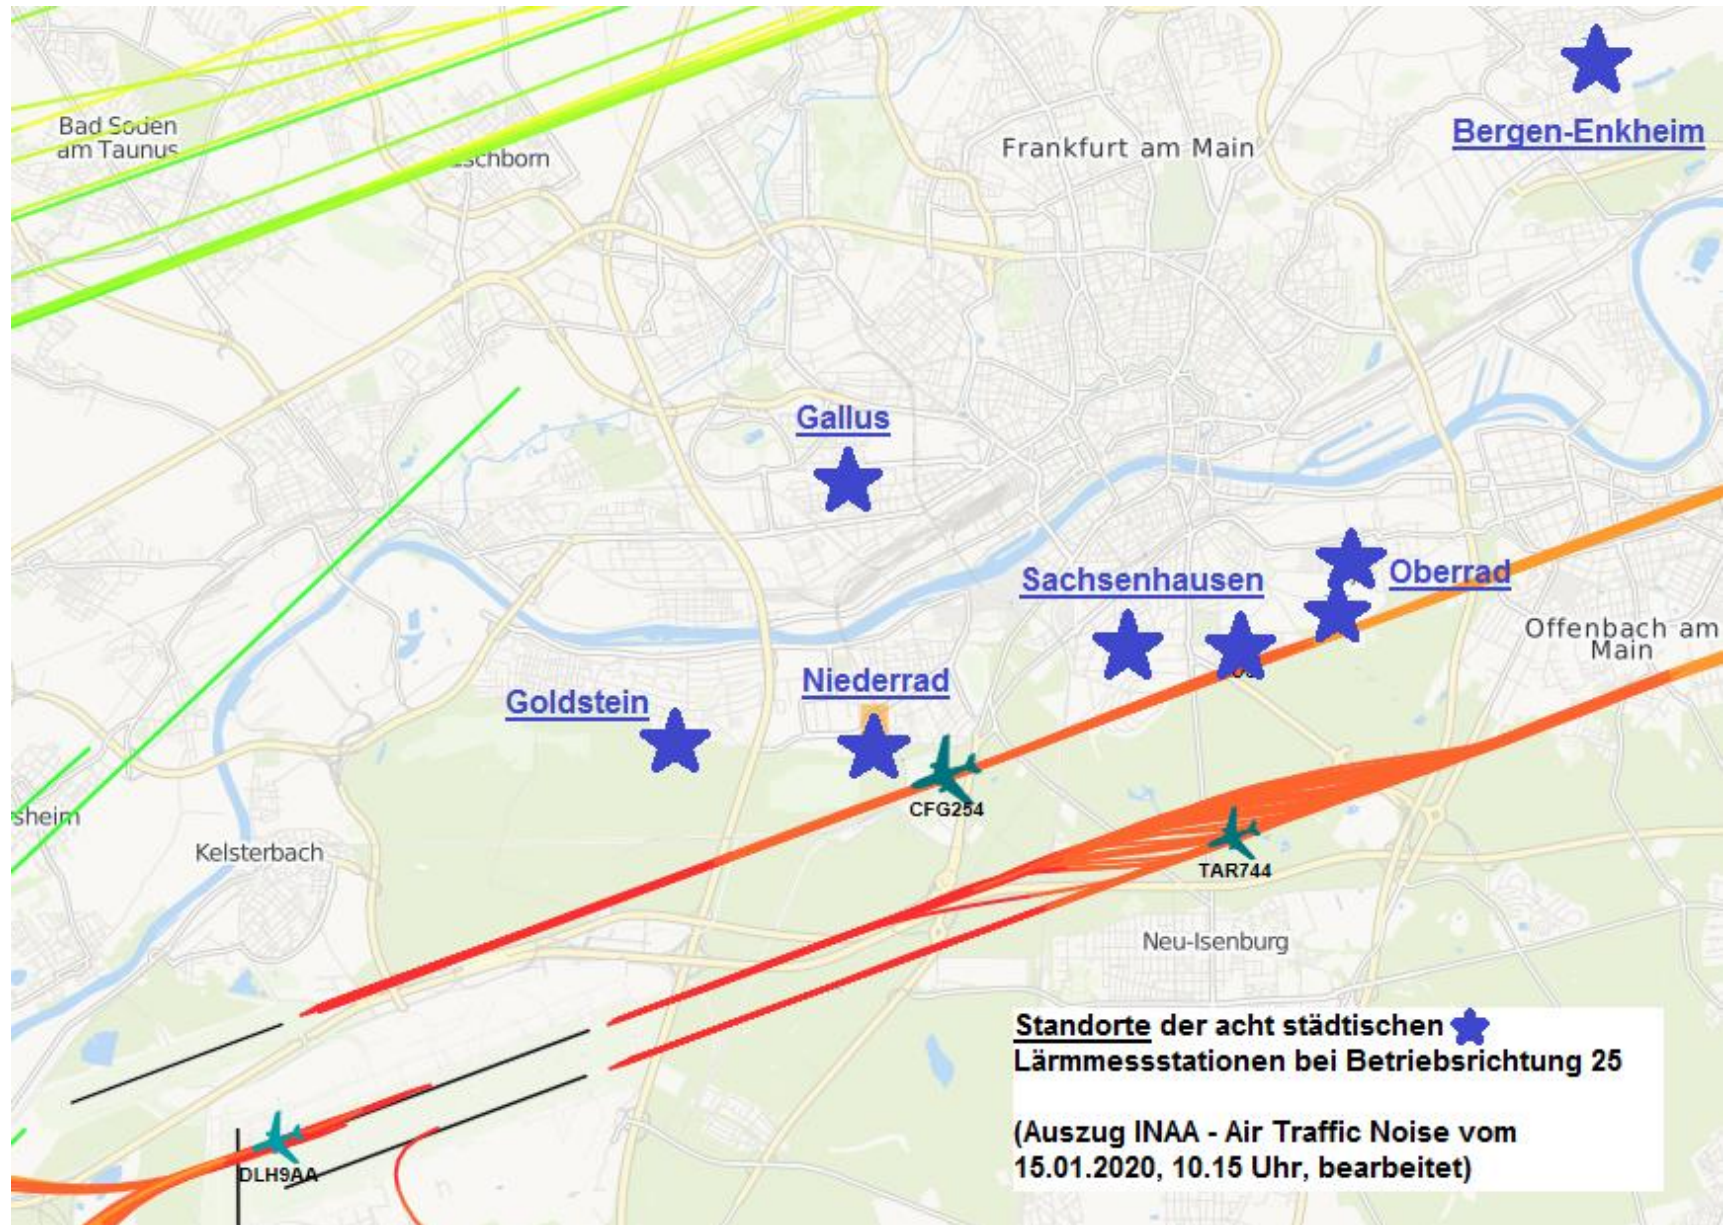 Bad Soden
am Taunus
schborn
Frankfurt am Main
Bergen-Enkheim
Gallus
Sachsenhausen
Oberrad
Offenbach am
Main
Niederrad
Goldstein
CFG254
sheim
Kelsterbach
TAR744
Neu-Isenburg
DLH9AA
Standorte der acht städtischen
Lärmmessstationen bei Betriebsrichtung 25
(Auszug INAA - Air Traffic Noise vom
15.01.2020, 10.15 Uhr, bearbeitet)